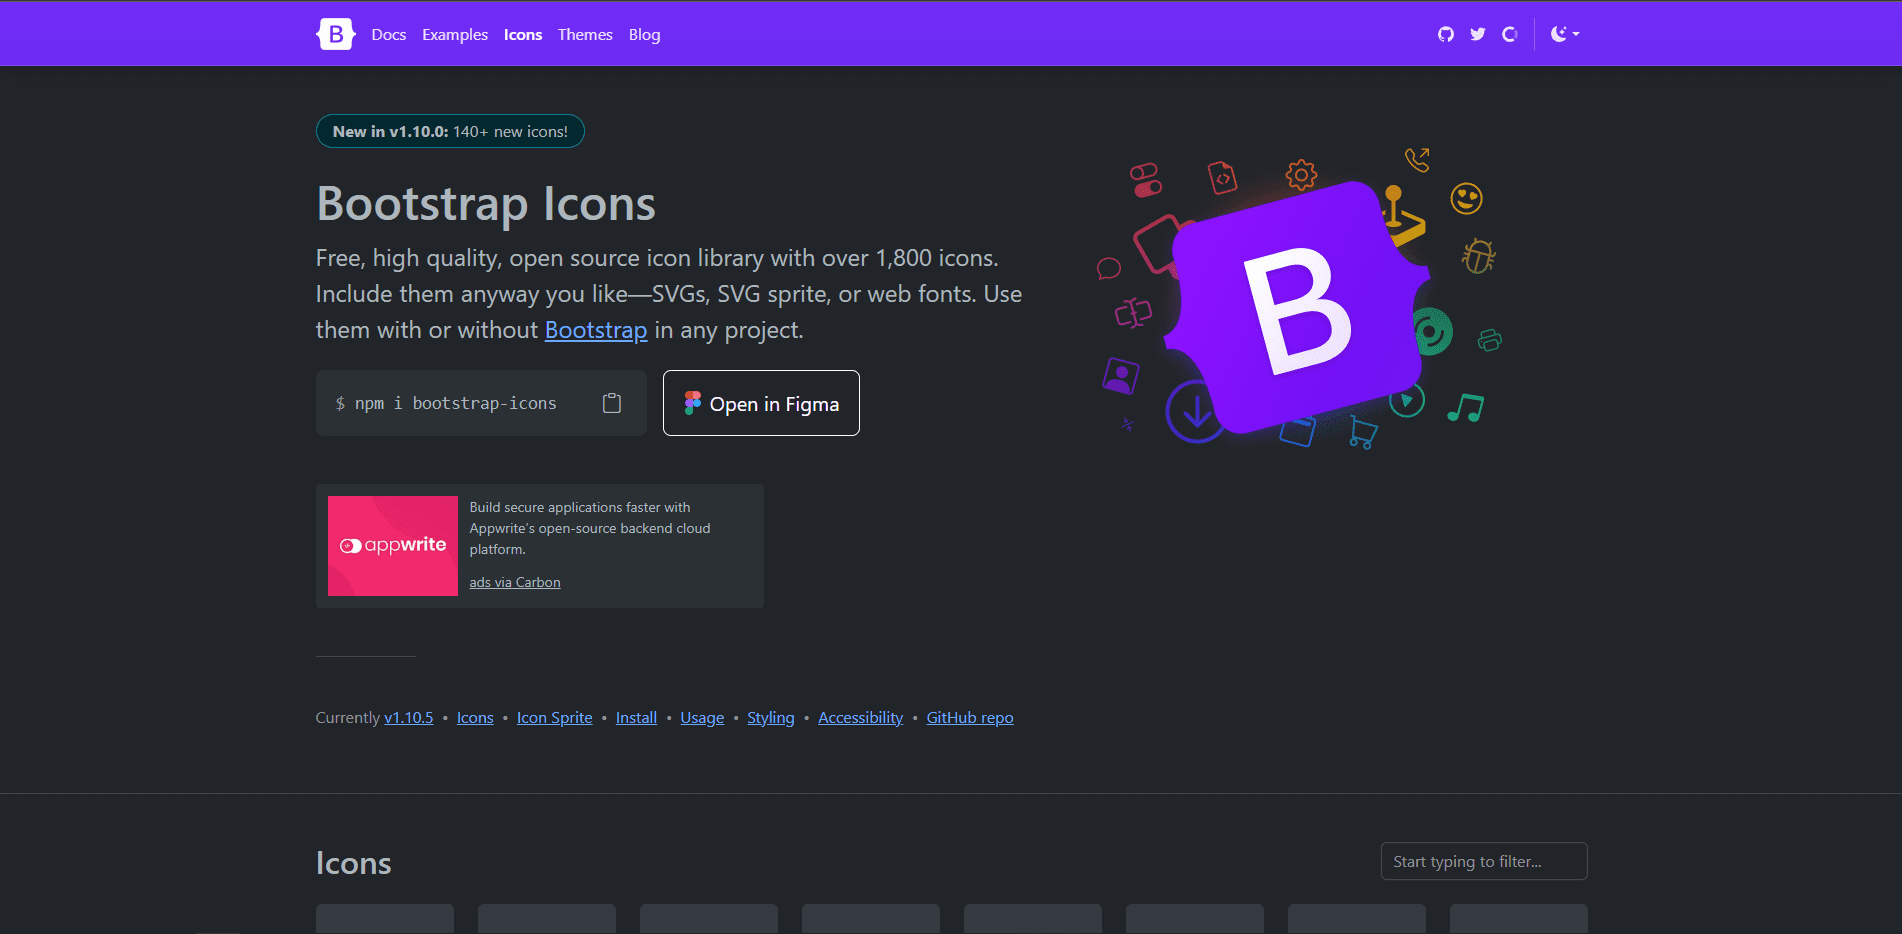 B Docs Examples Icons Themes Blog
New in v1.10.0: 140+ new icons!
Bootstrap Icons
Free, high quality, open source icon library with over 1,800 icons.
Include them anyway you like—SVGs, SVG sprite, or web fonts. Use
them with or without Bootstrap in any project.
$ npm i bootstrap-icons
Open in Figma
B
appwrite
Build secure applications faster with
Appwrite's open-source backend cloud
platform.
ads via Carbon
Currently v1.10.5 • Icons • Icon Sprite • Install • Usage • Styling • Accessibility • GitHub repo
Icons
Start typing to filter...